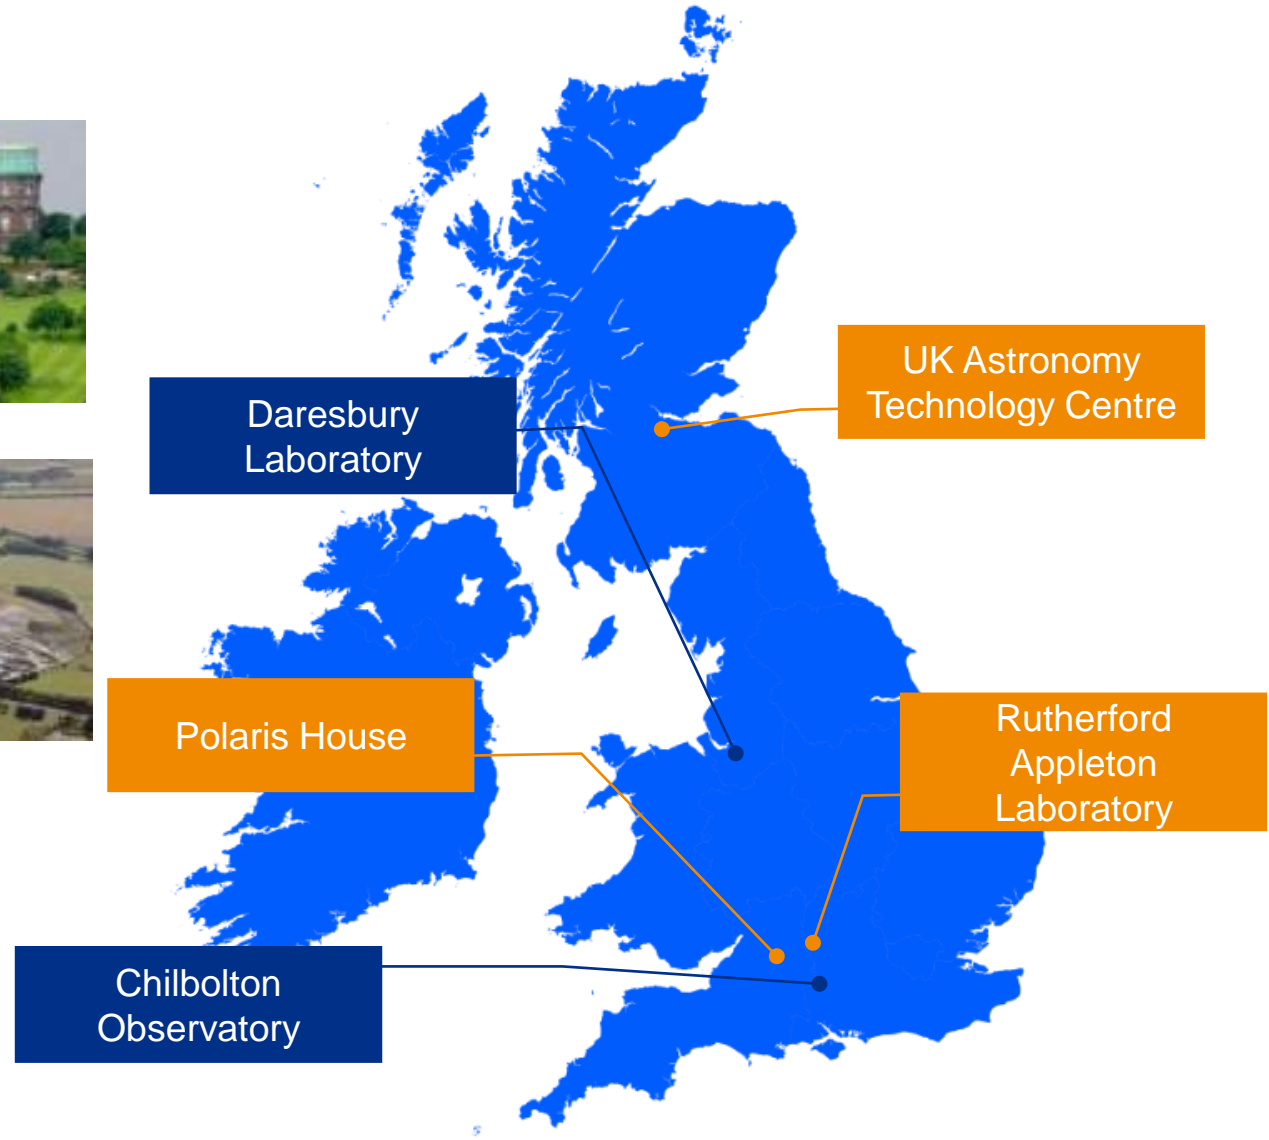 UK Astronomy
Technology Centre
Daresbury
Laboratory
Polaris House
Rutherford
Appleton
Laboratory
Chilbolton
Observatory